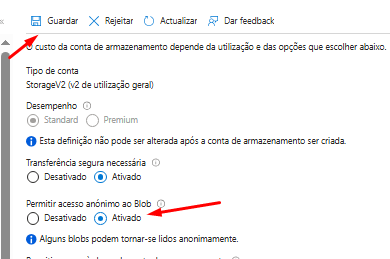 « Guardar Rejeitar Atualizar Dar feedback
O custo da conta de armazenamento depende da utilização e das opções que escolher abaixo.
Tipo de conta
StorageV2 (v2 de utilização geral)
Desempenho
Standard Premium
Esta definição não pode ser alterada após a conta de armazenamento ser criada.
Transferência segura necessária
Desativado Ativado
Permitir acesso anónimo ao Blob
Desativado Ativado
Alguns blobs podem tornar-se lidos anonimamente.